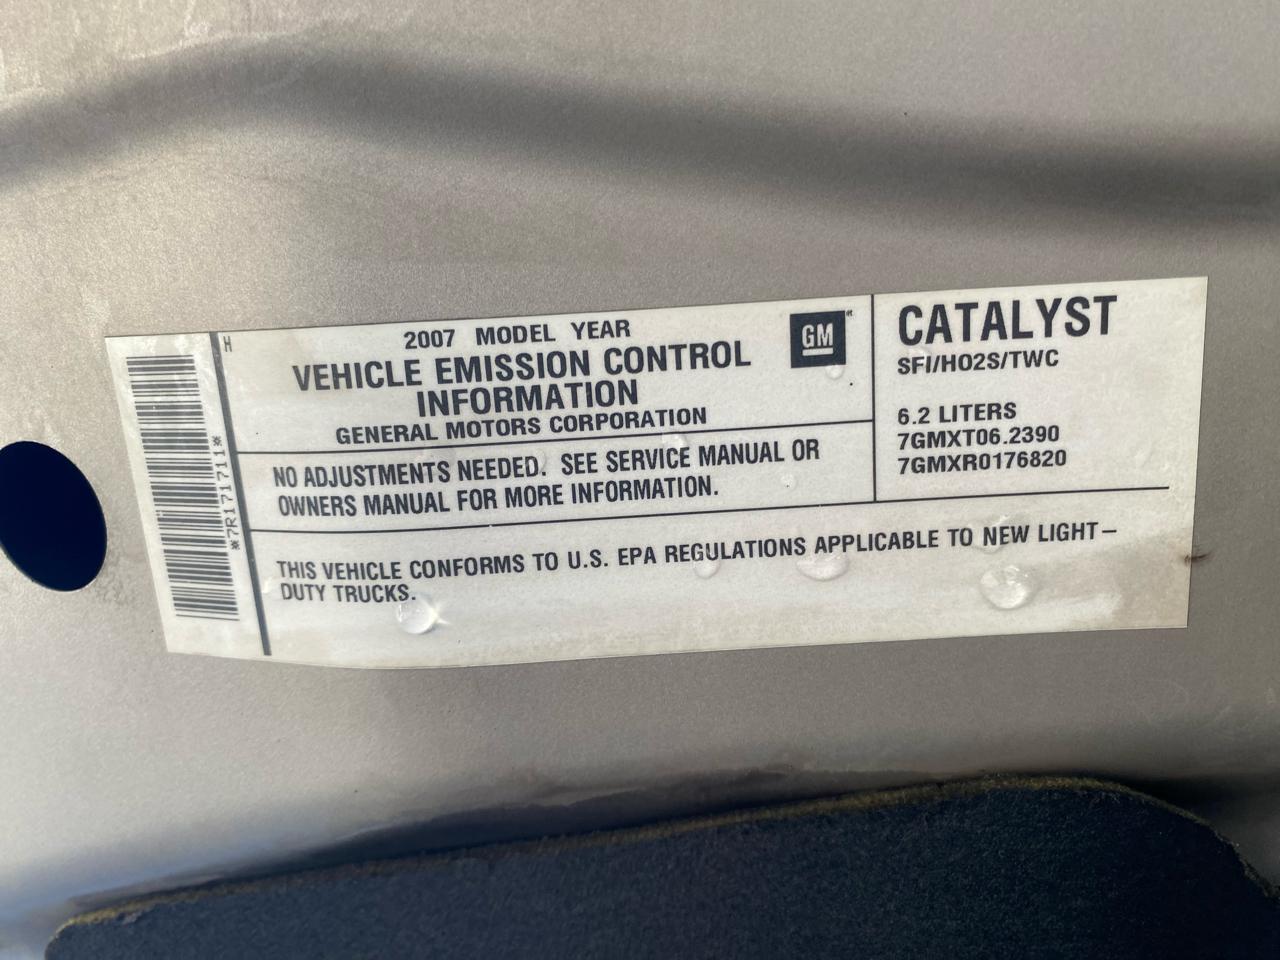 *7R171711*
H
2007 MODEL YEAR
VEHICLE EMISSION CONTROL
INFORMATION
GENERAL MOTORS CORPORATION
GM
NO ADJUSTMENTS NEEDED. SEE SERVICE MANUAL OR
OWNERS MANUAL FOR MORE INFORMATION.
CATALYST
SFI/HO2S/TWC
6.2 LITERS
7GMXT06.2390
7GMXR0176820
THIS VEHICLE CONFORMS TO U.S. EPA REGULATIONS APPLICABLE TO NEW LIGHT-
DUTY TRUCKS.